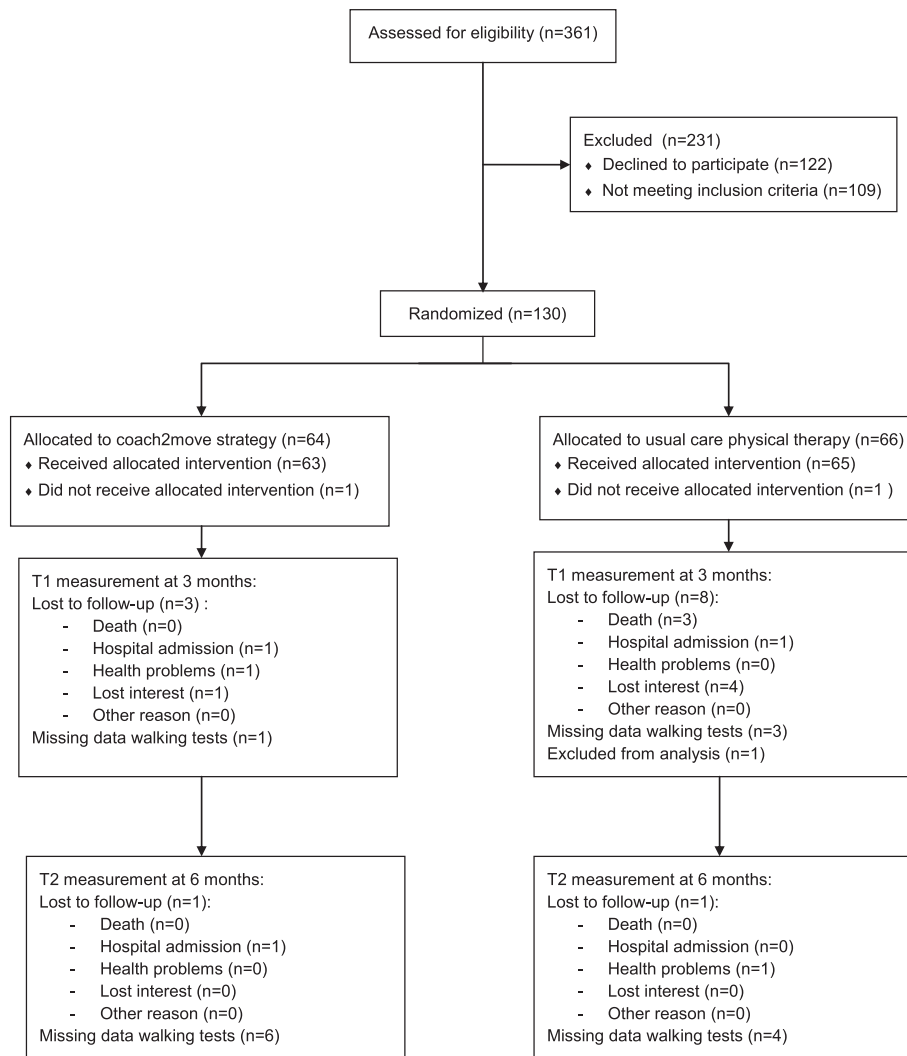 Assessed for eligibility (n=361)
Excluded (n=231)
♦ Declined to participate (n=122)
♦ Not meeting inclusion criteria (n=109)
Randomized (n=130)
Allocated to coach2move strategy (n=64)
♦ Received allocated intervention (n=63)
♦ Did not receive allocated intervention (n=1)
Allocated to usual care physical therapy (n=66)
♦ Received allocated intervention (n=65)
♦ Did not receive allocated intervention (n=1 )
T1 measurement at 3 months:
Lost to follow-up (n=3) :
- Death (n=0)
- Hospital admission (n=1)
- Health problems (n=1)
- Lost interest (n=1)
- Other reason (n=0)
Missing data walking tests (n=1)
T1 measurement at 3 months:
Lost to follow-up (n=8):
- Death (n=3)
- Hospital admission (n=1)
- Health problems (n=0)
- Lost interest (n=4)
- Other reason (n=0)
Missing data walking tests (n=3)
Excluded from analysis (n=1)
T2 measurement at 6 months:
Lost to follow-up (n=1):
- Death (n=0)
- Hospital admission (n=1)
- Health problems (n=0)
- Lost interest (n=0)
- Other reason (n=0)
Missing data walking tests (n=6)
T2 measurement at 6 months:
Lost to follow-up (n=1):
- Death (n=0)
- Hospital admission (n=0)
- Health problems (n=1)
- Lost interest (n=0)
- Other reason (n=0)
Missing data walking tests (n=4)